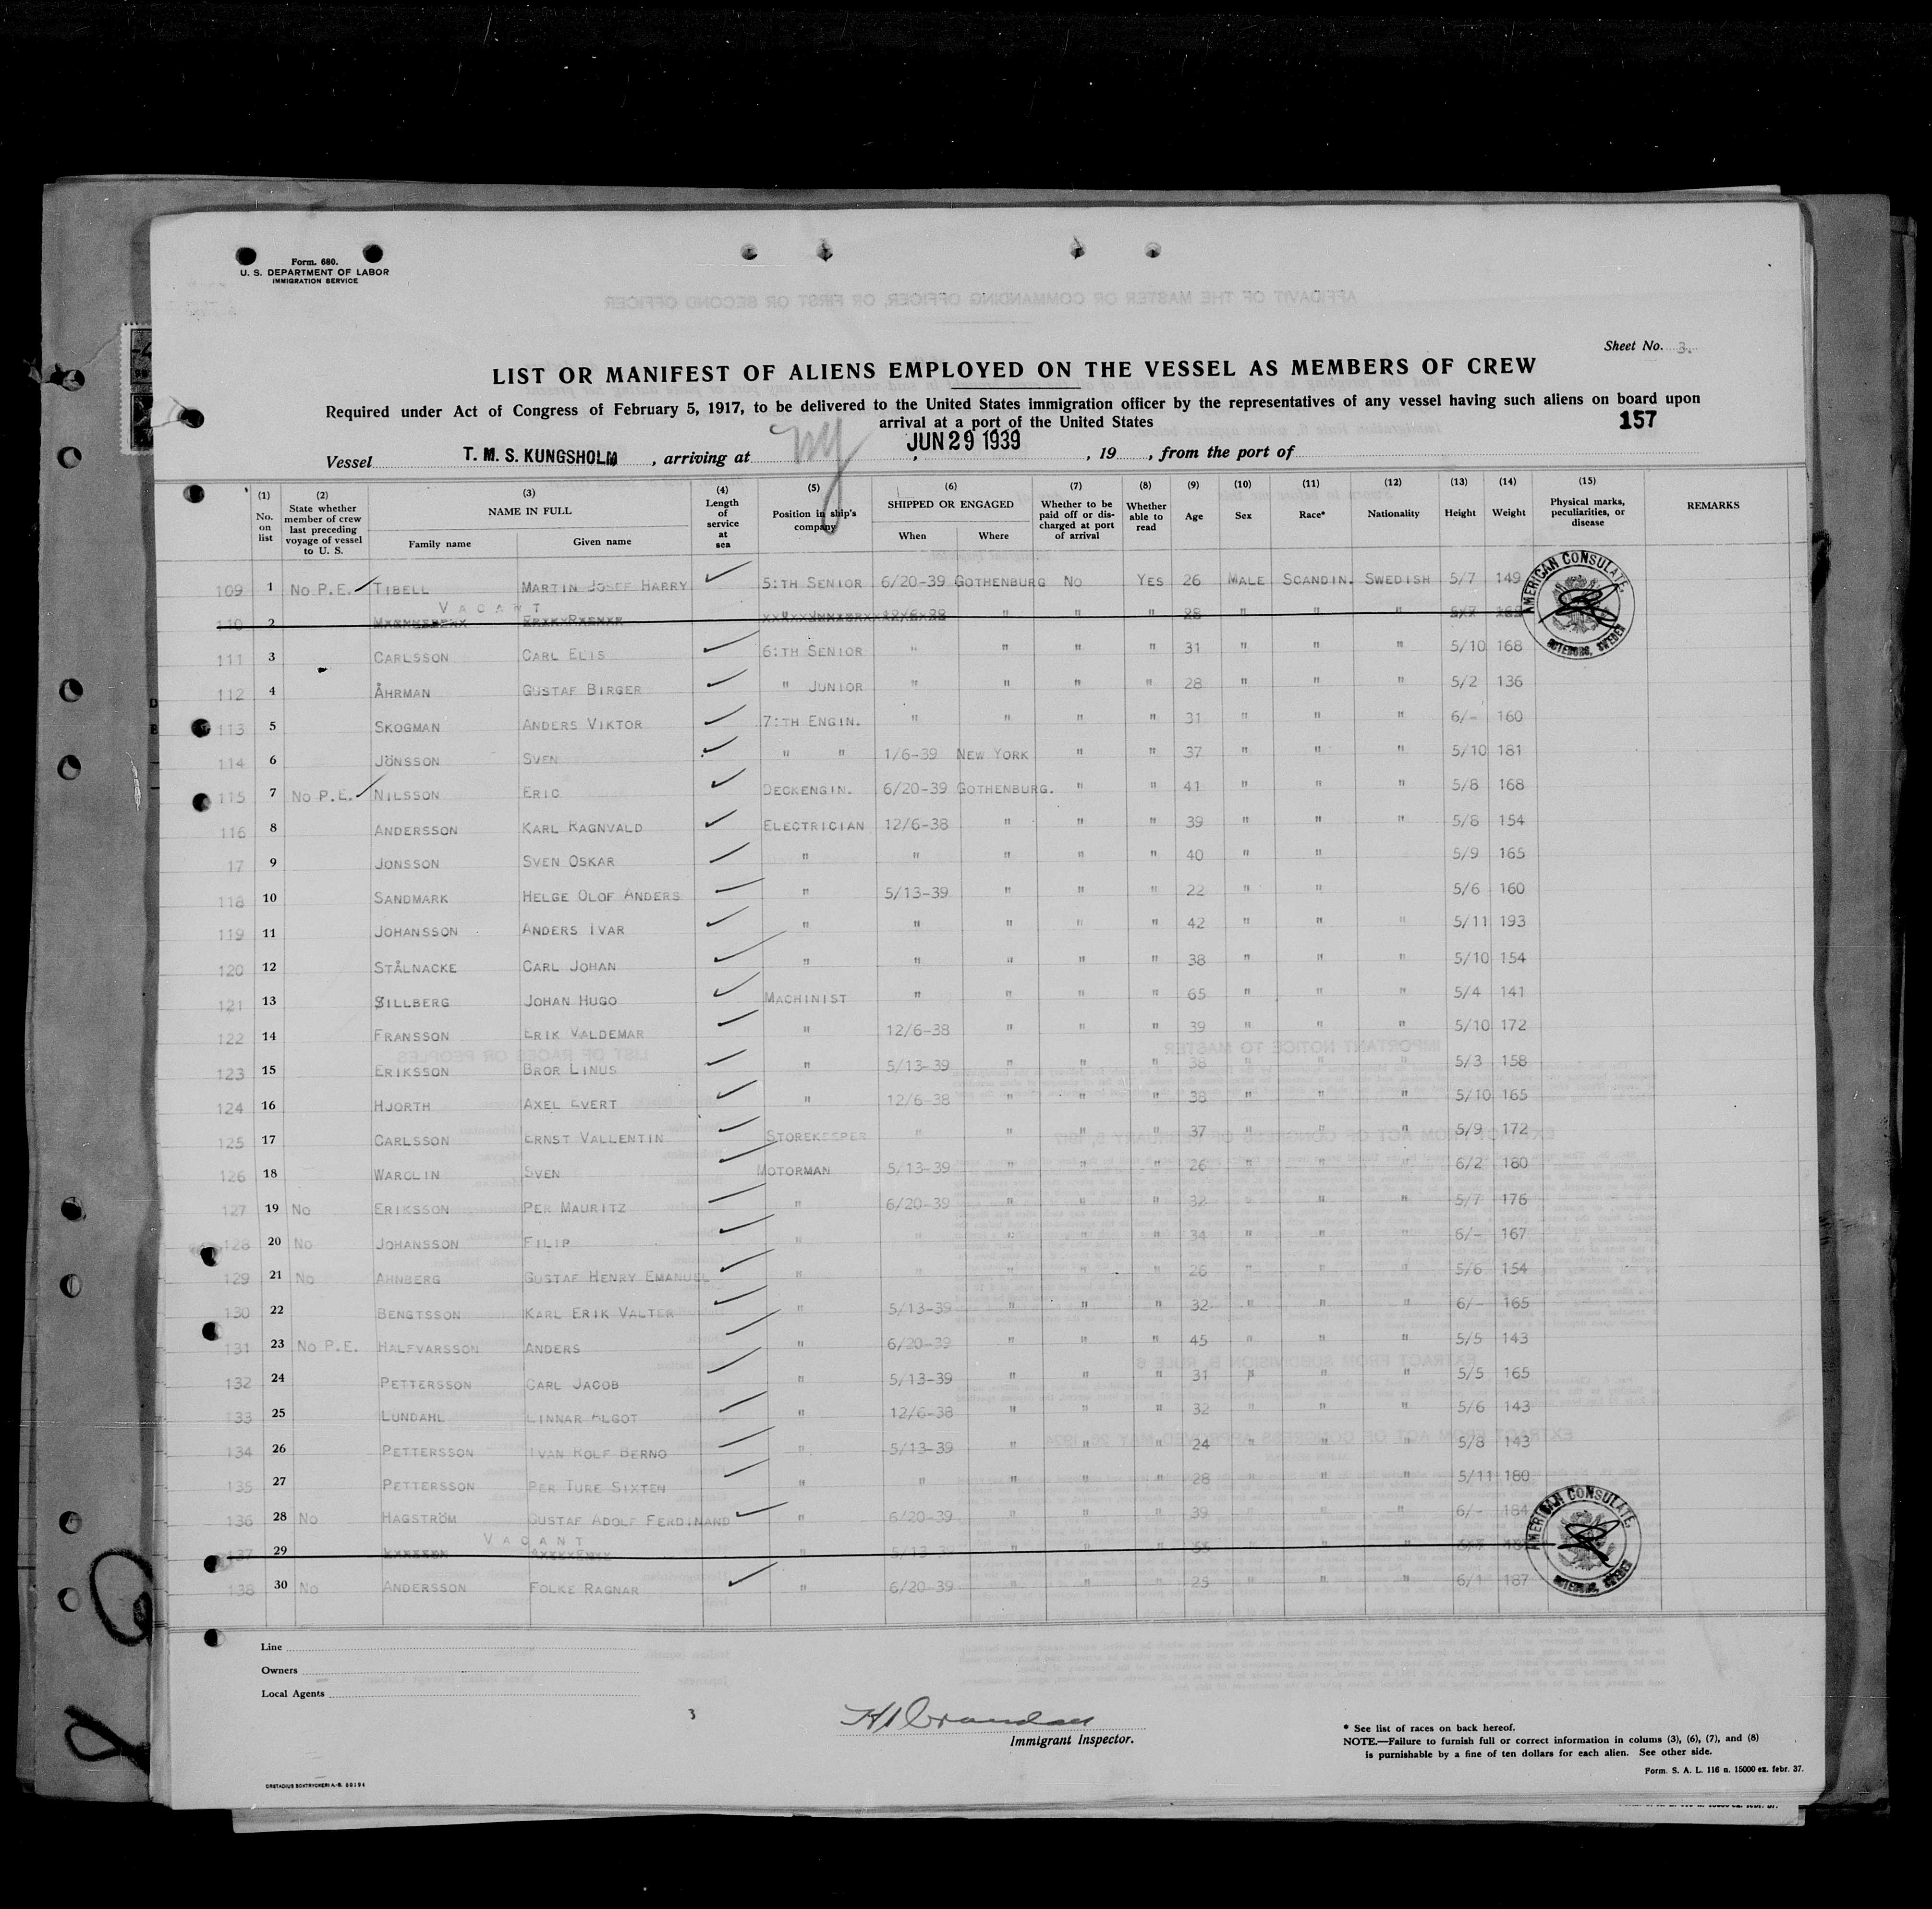 Form. 680.
U. S. DEPARTMENT OF LABOR
IMMIGRATION SERVICE
Sheet No. 3.
LIST OR MANIFEST OF ALIENS EMPLOYED ON THE VESSEL AS MEMBERS OF CREW
Required under Act of Congress of February 5, 1917, to be delivered to the United States immigration officer by the representatives of any vessel having such aliens on board upon
arrival at a port of the United States
157
Vessel T. M. S. KUNGSHOLM , arriving at NY , JUN 29 1939 , 19 , from the port of
(1) No. on list (2) State whether member of crew last preceding voyage of vessel to U. S. (3) NAME IN FULL Family name Given name (4) Length of service at sea (5) Position in ship's company (6) SHIPPED OR ENGAGED When Where (7) Whether to be paid off or discharged at port of arrival (8) Whether able to read (9) Age (10) Sex (11) Race* (12) Nationality (13) Height (14) Weight (15) Physical marks, peculiarities, or disease REMARKS
109 1 No P.E. TIBELL MARTIN JOSEF HARRY 5:TH SENIOR 6/20-39 GOTHENBURG No YES 26 MALE SCANDIN. SWEDISH 5/7 149
110 2 VACANT " " " 28 " " "
111 3 CARLSSON CARL ELIS 6:TH SENIOR " " " " 31 " " " 5/10 168
112 4 ÅHRMAN GUSTAF BIRGER " JUNIOR " " " " 28 " " " 5/2 136
113 5 SKOGMAN ANDERS VIKTOR 7:TH ENGIN. " " " " 31 " " " 6/- 160
114 6 JÖNSSON SVEN " " 1/6-39 NEW YORK " " 37 " " " 5/10 181
115 7 No P.E. NILSSON ERIC DECKENGIN. 6/20-39 GOTHENBURG. " " 41 " " " 5/8 168
116 8 ANDERSSON KARL RAGNVALD ELECTRICIAN 12/6-38 " " " 39 " " " 5/8 154
17 9 JONSSON SVEN OSKAR " " " " " 40 " " 5/9 165
118 10 SANDMARK HELGE OLOF ANDERS " 5/13-39 " " " 22 " " 5/6 160
119 11 JOHANSSON ANDERS IVAR " " " " " 42 " " " 5/11 193
120 12 STÅLNACKE CARL JOHAN " " " " " 38 " " " 5/10 154
121 13 SILLBERG JOHAN HUGO MACHINIST " " " " 65 " " " 5/4 141
122 14 FRANSSON ERIK VALDEMAR " 12/6-38 " " " 39 " " " 5/10 172
123 15 ERIKSSON BROR LINUS " 5/13-39 " " " 38 " " " 5/3 158
124 16 HJORTH AXEL EVERT " 12/6-38 " " " 38 " " " 5/10 165
125 17 CARLSSON ERNST VALLENTIN STOREKEEPER " " " " 37 " " " 5/9 172
126 18 WARGLIN SVEN MOTORMAN 5/13-39 " " " 26 " " " 6/2 180
127 19 No ERIKSSON PER MAURITZ " 6/20-39 " " " 32 " " " 5/7 176
128 20 No JOHANSSON FILIP " " " " " 34 " " " 6/- 167
129 21 No AHNBERG GUSTAF HENRY EMANUEL " " " " " 26 " " " 5/6 154
130 22 BENGTSSON KARL ERIK VALTER " 5/13-39 " " " 32 " " " 6/- 165
131 23 No P.E. HALFVARSSON ANDERS " 6/20-39 " " " 45 " " " 5/5 143
132 24 PETTERSSON CARL JACOB " 5/13-39 " " " 31 " " " 5/5 165
133 25 LUNDAHL LINNAR ALGOT " 12/6-38 " " " 32 " " " 5/6 143
134 26 PETTERSSON IVAN ROLF BERNO " 5/13-39 " " " 24 " " " 5/8 143
135 27 PETTERSSON PER TURE SIXTEN " " " " " 28 " " " 5/11 180
136 28 No HAGSTRÖM GUSTAF ADOLF FERDINAND " 6/20-39 " " " 39 " " " 6/- 184
137 29 VACANT " 5/13-39 " " " " " "
138 30 No ANDERSSON FOLKE RAGNAR " 6/20-39 " " " 25 " " " 6/1 187
AMERICAN CONSULATE,
GOTEBORG, SWEDEN
AMERICAN CONSULATE,
GOTEBORG, SWEDEN
Line
Owners
Local Agents
3
Immigrant Inspector.
* See list of races on back hereof.
NOTE.—Failure to furnish full or correct information in colums (3), (6), (7), and (8)
is punishable by a fine of ten dollars for each alien. See other side.
Form. S. A. L. 116 n. 15000 ex. febr. 37.